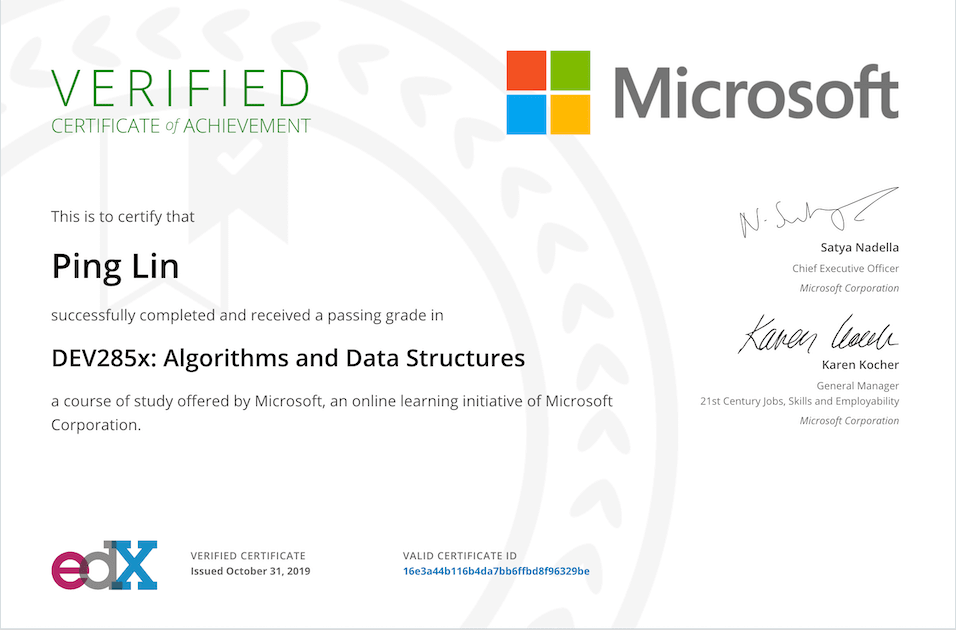 VERIFIED
CERTIFICATE of ACHIEVEMENT
Microsoft
This is to certify that
Ping Lin
successfully completed and received a passing grade in
DEV285x: Algorithms and Data Structures
a course of study offered by Microsoft, an online learning initiative of Microsoft
Corporation.
Satya Nadella
Chief Executive Officer
Microsoft Corporation
Karen Kocher
General Manager
21st Century Jobs, Skills and Employability
Microsoft Corporation
edX
VERIFIED CERTIFICATE
Issued October 31, 2019
VALID CERTIFICATE ID
16e3a44b116b4da7bb6ffbd8f96329be